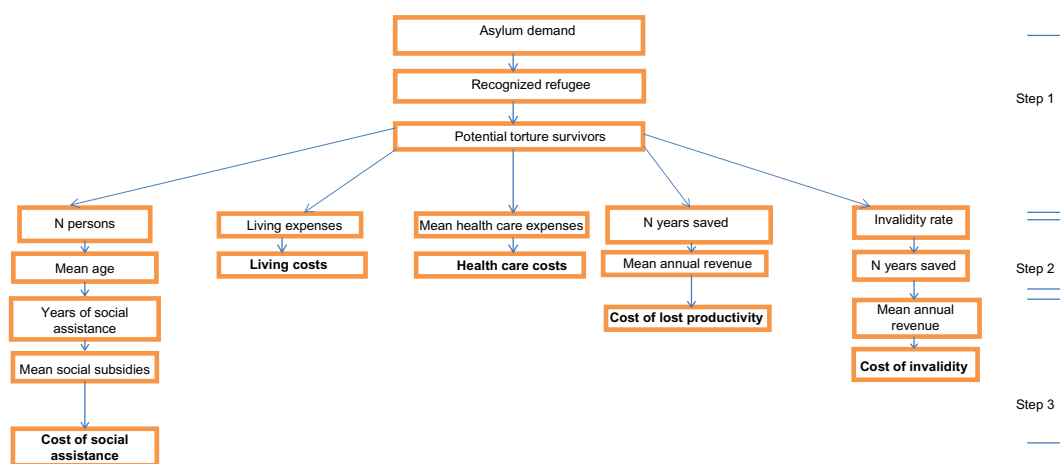 Asylum demand
Recognized refugee
Step 1
Potential torture survivors
N persons
Living expenses
Mean health care expenses
N years saved
Invalidity rate
Mean age
Living costs
Health care costs
Mean annual revenue
N years saved
Step 2
Years of social
assistance
Cost of lost productivity
Mean annual
revenue
Mean social subsidies
Cost of invalidity
Step 3
Cost of social
assistance